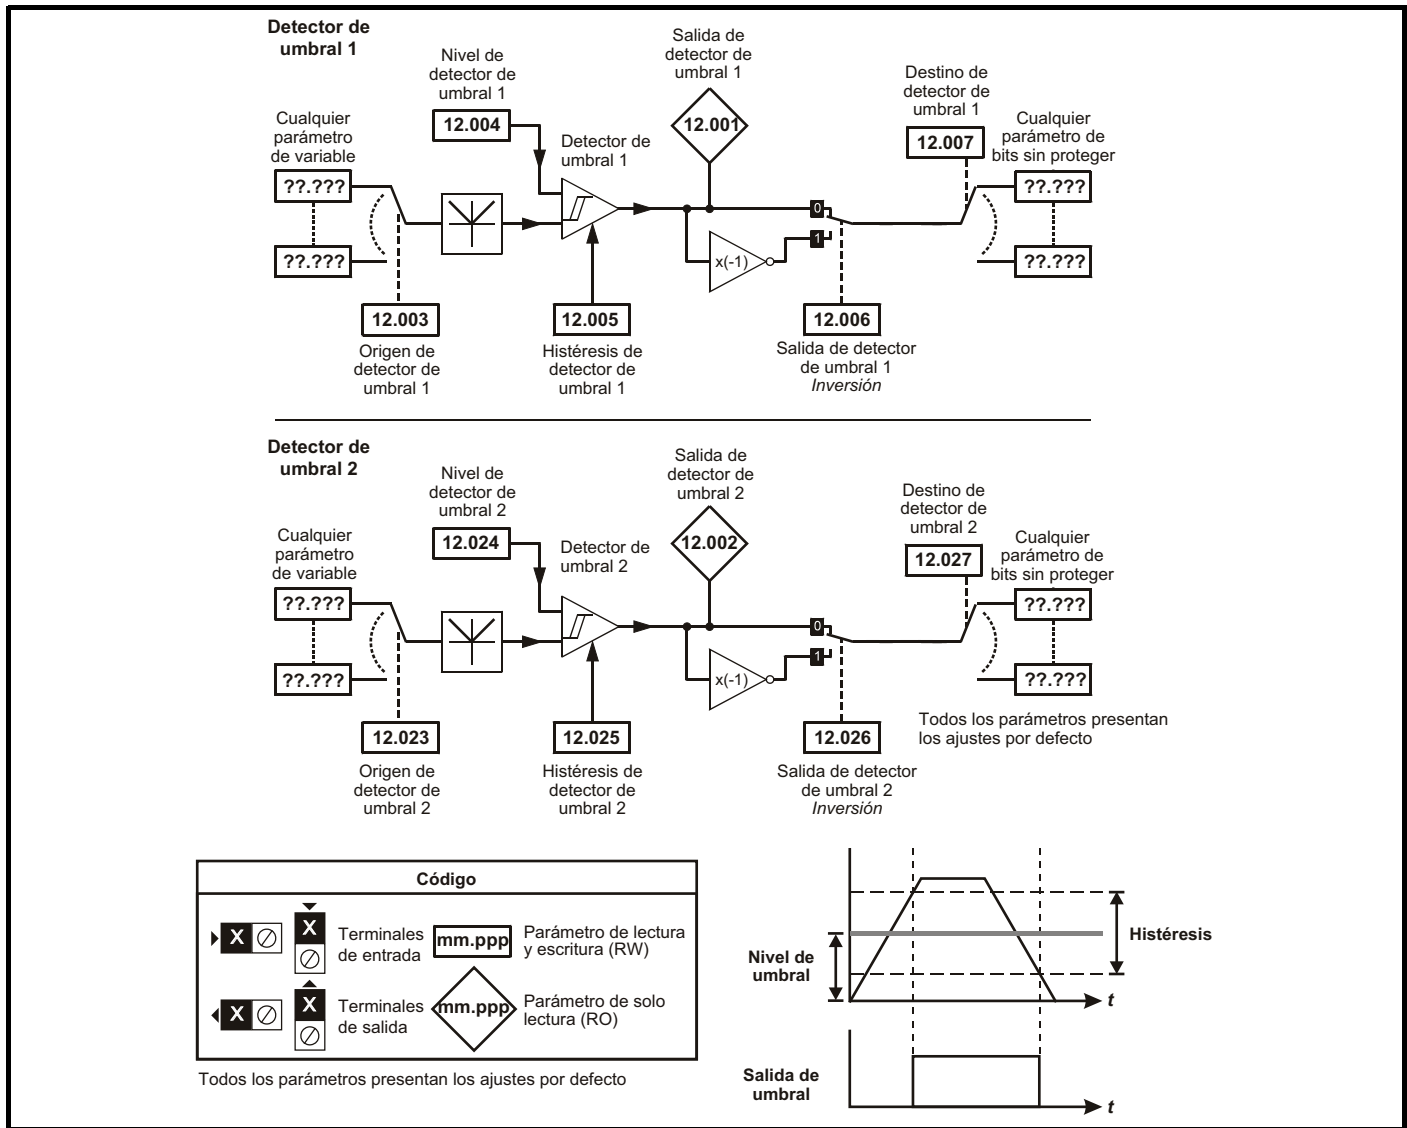 Detector de
umbral 1
Nivel de
detector de
umbral 1
12.004
Salida de
detector de
umbral 1
12.001
Destino de
detector de
umbral 1
12.007
Cualquier
parámetro
de variable
??.???
??.???
Detector de
umbral 1
Cualquier
parámetro de
bits sin proteger
??.???
??.???
0
1
x(-1)
12.003
Origen de
detector de
umbral 1
12.005
Histéresis de
detector de
umbral 1
12.006
Salida de detector
de umbral 1
Inversión
Detector de
umbral 2
Nivel de
detector de
umbral 2
12.024
Salida de
detector de
umbral 2
12.002
Destino de
detector de
umbral 2
12.027
Cualquier
parámetro
de variable
??.???
??.???
Detector de
umbral 2
Cualquier
parámetro de
bits sin proteger
??.???
??.???
0
1
x(-1)
12.023
Origen de
detector de
umbral 2
12.025
Histéresis de
detector de
umbral 2
12.026
Salida de detector
de umbral 2
Inversión
Todos los parámetros presentan
los ajustes por defecto
Código
X
X
Terminales
de entrada
mm.ppp
Parámetro de lectura
y escritura (RW)
X
X
Terminales
de salida
mm.ppp
Parámetro de solo
lectura (RO)
Todos los parámetros presentan los ajustes por defecto
Nivel de
umbral
Histéresis
t
Salida de
umbral
t